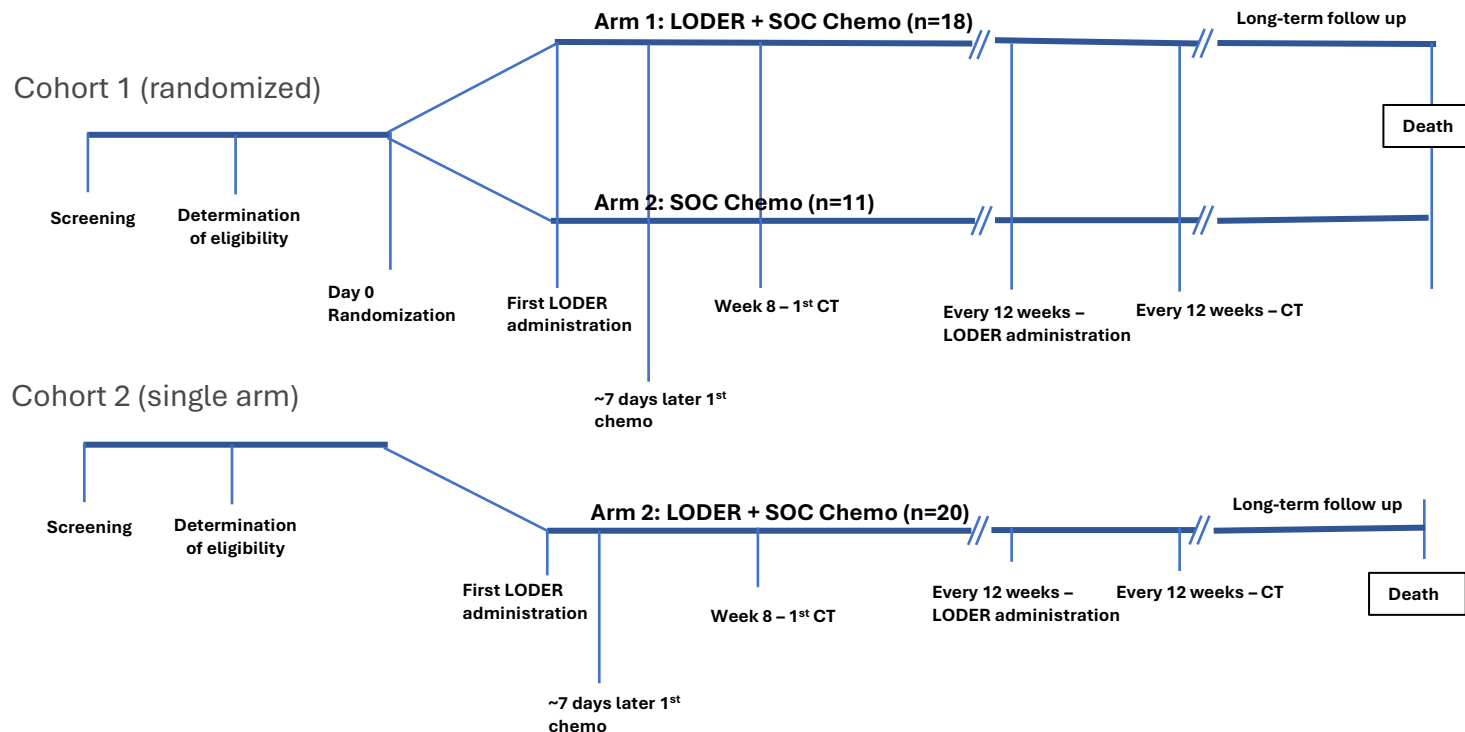 Arm 1: LODER + SOC Chemo (n=18)
Long-term follow up
Cohort 1 (randomized)
Death
Arm 2: SOC Chemo (n=11)
Screening
Determination
of eligibility
Day 0
Randomization
First LODER
administration
Week 8 – 1st CT
Every 12 weeks –
LODER administration
Every 12 weeks – CT
~7 days later 1st
chemo
Cohort 2 (single arm)
Arm 2: LODER + SOC Chemo (n=20)
Long-term follow up
Screening
Determination
of eligibility
First LODER
administration
Week 8 – 1st CT
Every 12 weeks –
LODER administration
Every 12 weeks – CT
Death
~7 days later 1st
chemo